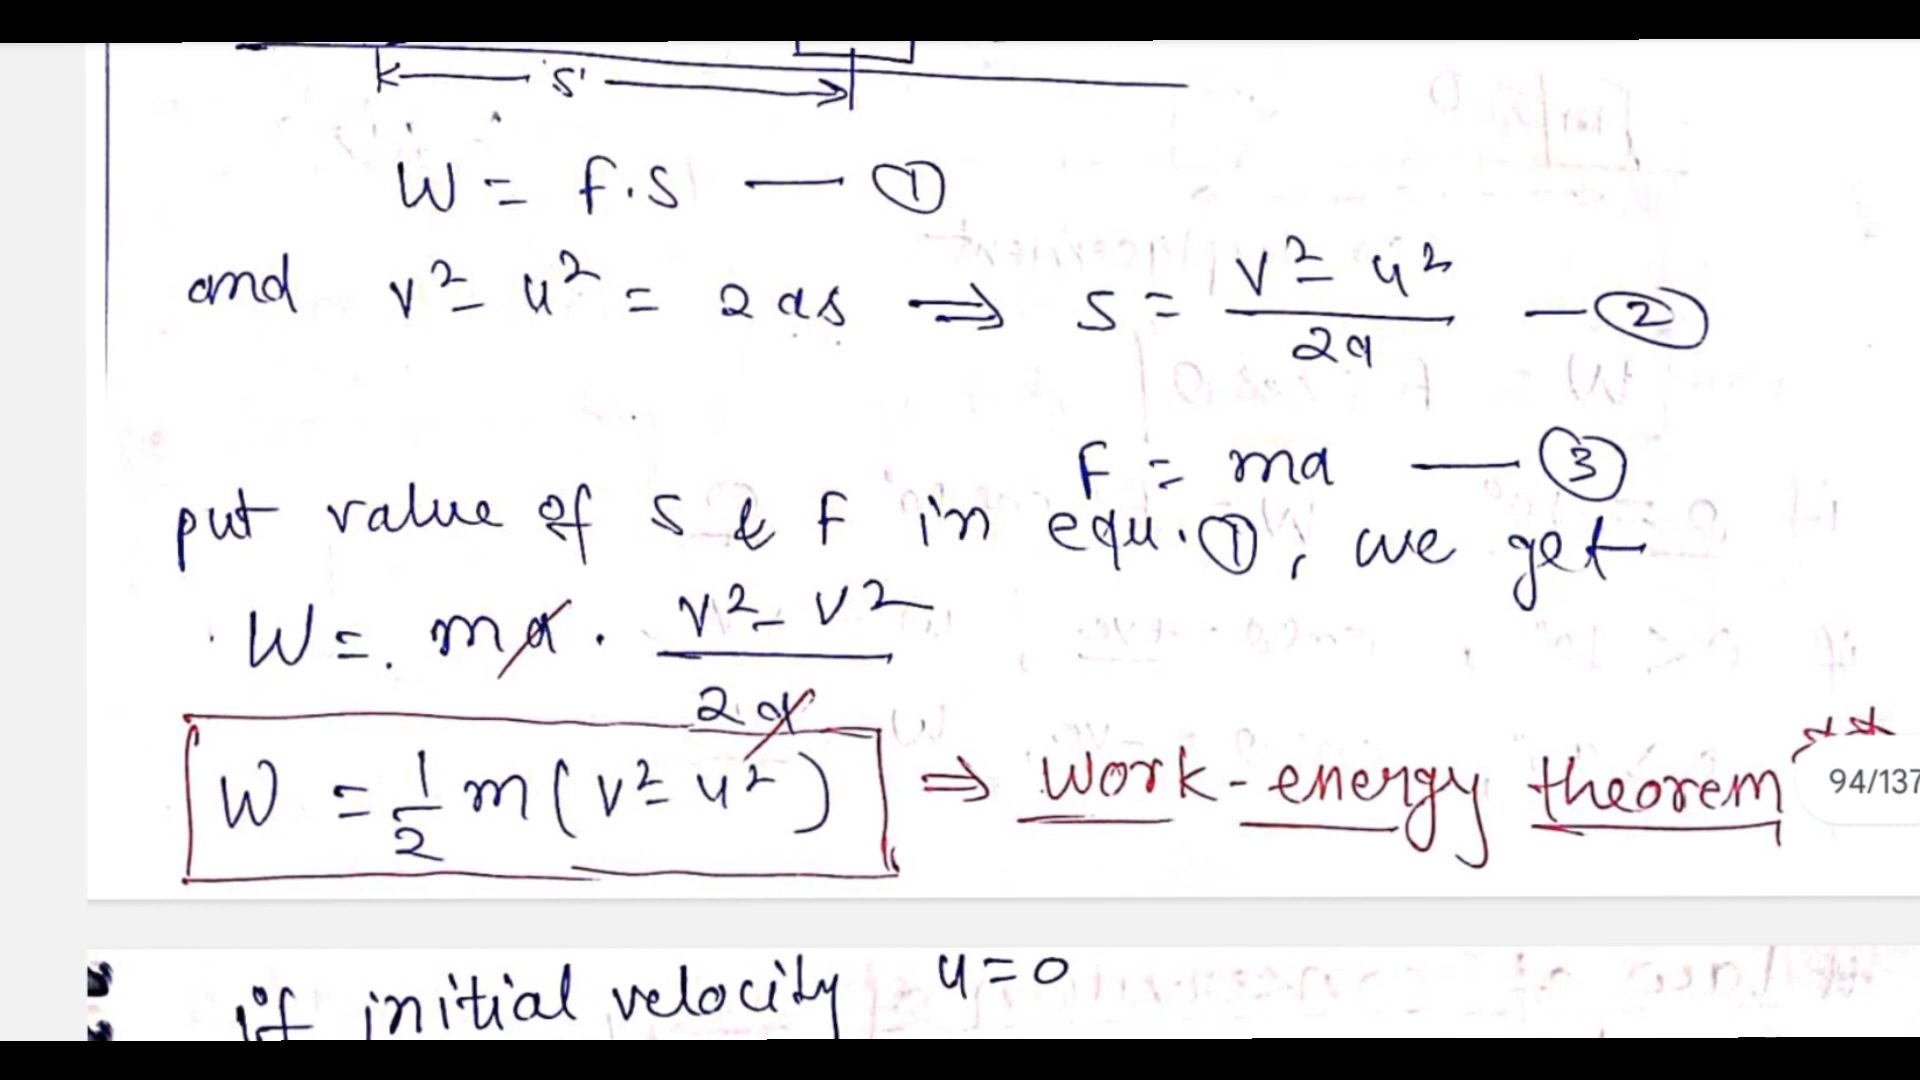 's'
W = F.S — ①
and v² - u² = 2as ⇒ S = v² - u² / 2a — ②
F = ma — ③
put value of S & F in equ. ①, we get
W = ma . v² - v² / 2a
W = 1/2 m (v² - u²) ⇒ Work-energy theorem
94/137
if initial velocity u = 0